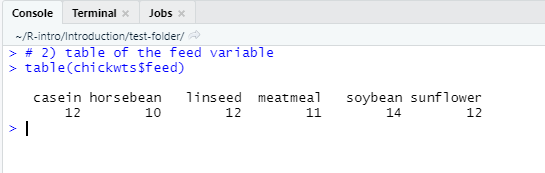 Console Terminal × Jobs ×
~/R-intro/Introduction/test-folder/
> # 2) table of the feed variable
> table(chickwts$feed)
casein horsebean linseed meatmeal soybean sunflower
12 10 12 11 14 12
>